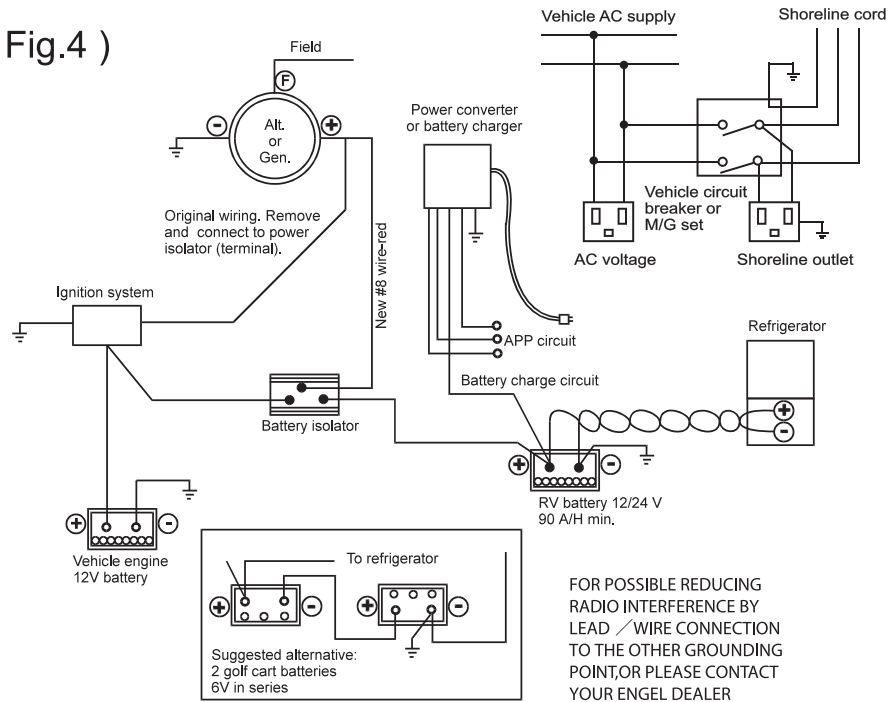 Fig.4 )
Field
F
Alt.
or
Gen.
Original wiring. Remove
and connect to power
isolator (terminal).
New #8 wire-red
Ignition system
Battery isolator
Vehicle engine
12V battery
Power converter
or battery charger
APP circuit
Battery charge circuit
Vehicle AC supply
Shoreline cord
Vehicle circuit
breaker or
M/G set
AC voltage
Shoreline outlet
Refrigerator
RV battery 12/24 V
90 A/H min.
To refrigerator
Suggested alternative:
2 golf cart batteries
6V in series
FOR POSSIBLE REDUCING
RADIO INTERFERENCE BY
LEAD ／WIRE CONNECTION
TO THE OTHER GROUNDING
POINT,OR PLEASE CONTACT
YOUR ENGEL DEALER